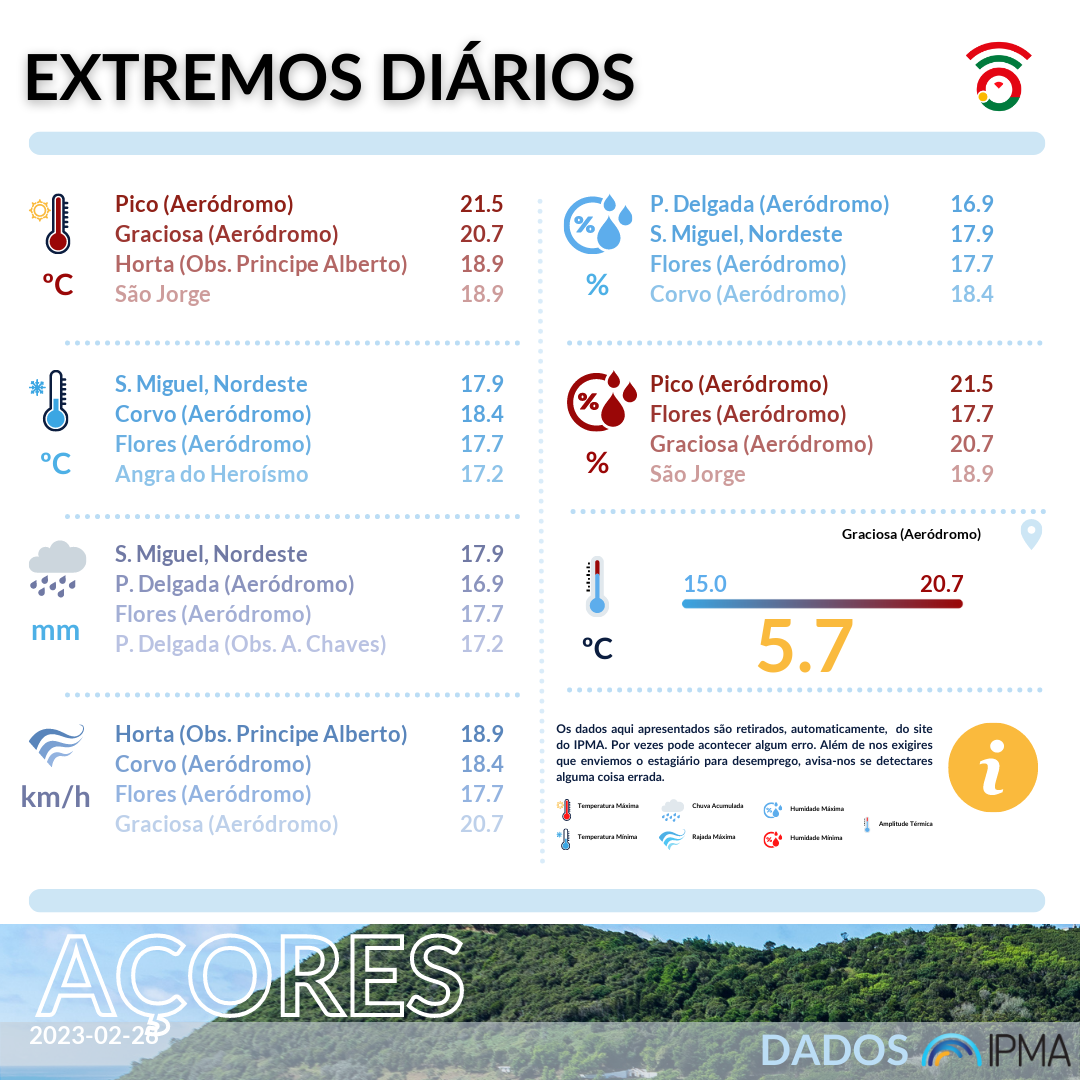 EXTREMOS DIÁRIOS
Pico (Aeródromo) 21.5
Graciosa (Aeródromo) 20.7
Horta (Obs. Principe Alberto) 18.9
São Jorge 18.9
ºC
S. Miguel, Nordeste 17.9
Corvo (Aeródromo) 18.4
Flores (Aeródromo) 17.7
Angra do Heroísmo 17.2
ºC
S. Miguel, Nordeste 17.9
P. Delgada (Aeródromo) 16.9
Flores (Aeródromo) 17.7
P. Delgada (Obs. A. Chaves) 17.2
mm
Horta (Obs. Principe Alberto) 18.9
Corvo (Aeródromo) 18.4
Flores (Aeródromo) 17.7
Graciosa (Aeródromo) 20.7
km/h
%
P. Delgada (Aeródromo) 16.9
S. Miguel, Nordeste 17.9
Flores (Aeródromo) 17.7
Corvo (Aeródromo) 18.4
%
%
Pico (Aeródromo) 21.5
Flores (Aeródromo) 17.7
Graciosa (Aeródromo) 20.7
São Jorge 18.9
%
Graciosa (Aeródromo)
15.0 20.7
5.7
ºC
Os dados aqui apresentados são retirados, automaticamente, do site
do IPMA. Por vezes pode acontecer algum erro. Além de nos exigires
que enviemos o estagiário para desemprego, avisa-nos se detectares
alguma coisa errada.
i
Temperatura Máxima Chuva Acumulada Humidade Máxima
Amplitude Térmica
Temperatura Mínima Rajada Máxima Humidade Mínima
AÇORES
2023-02-28
DADOS IPMA